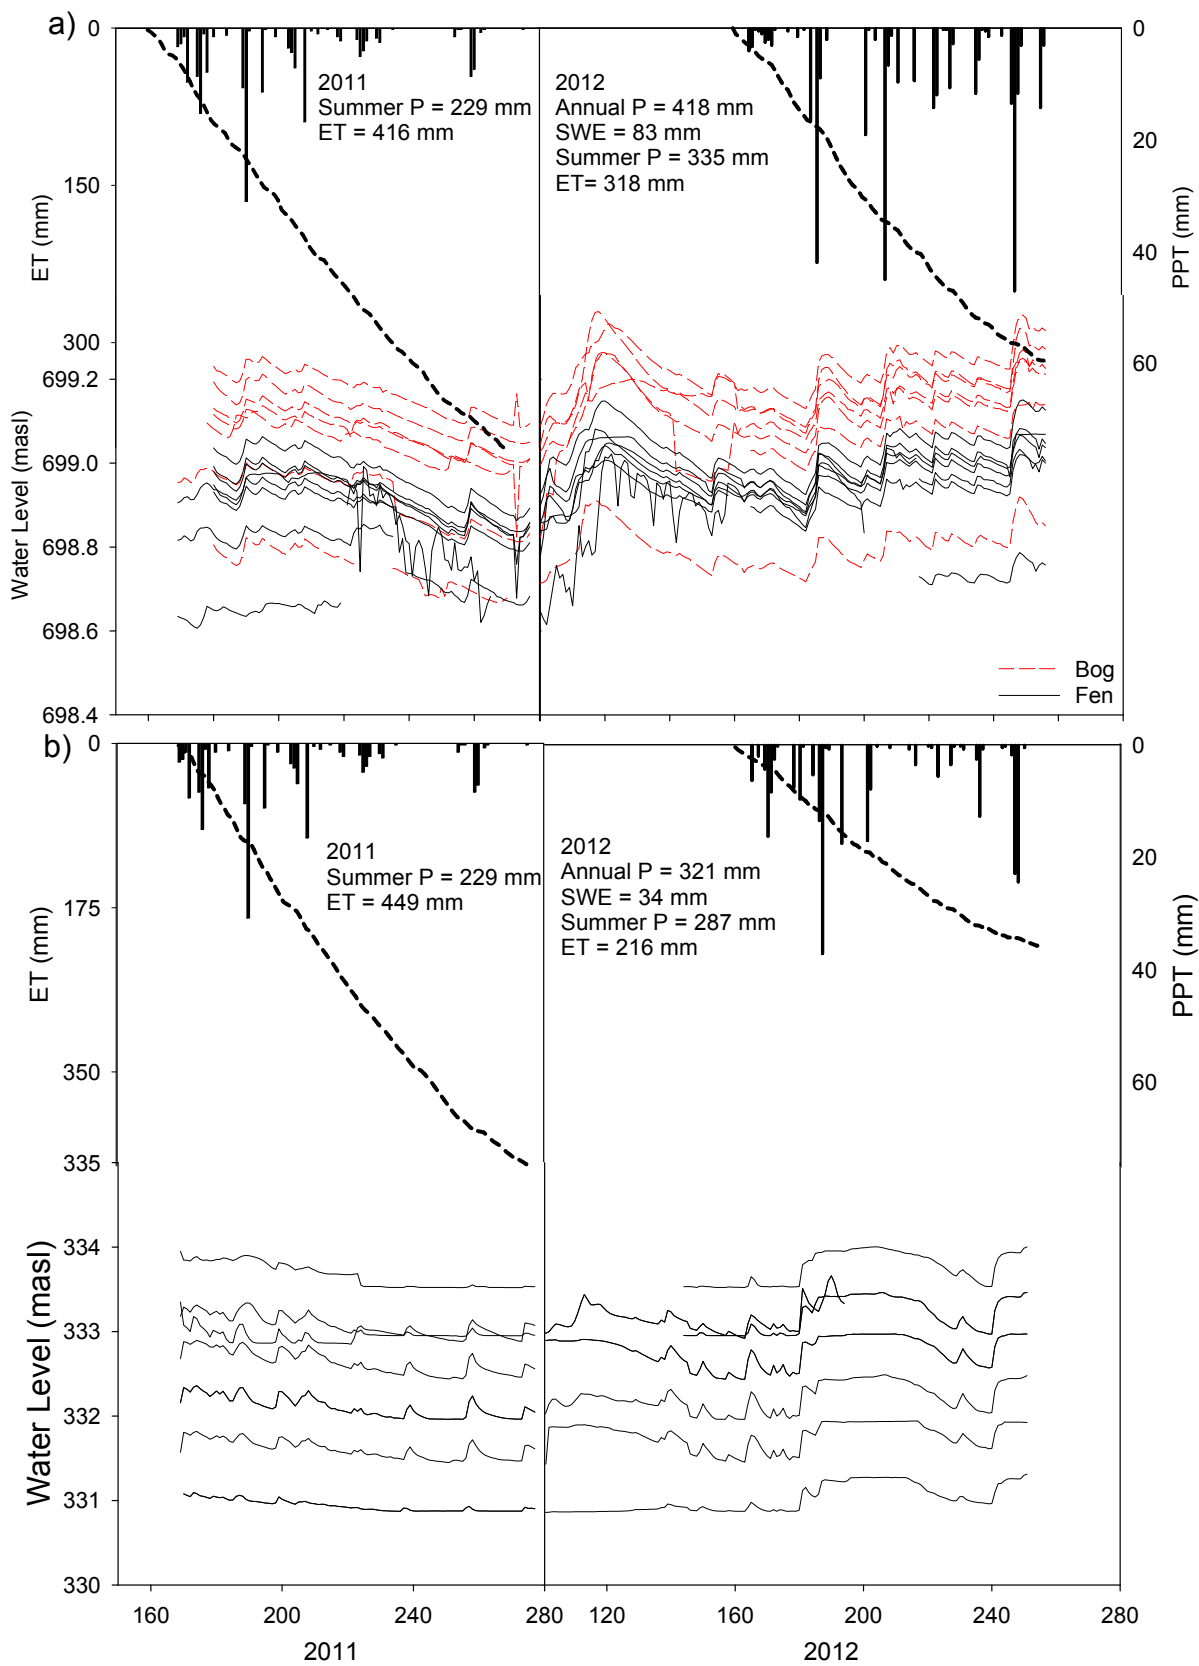 a)
0
150
300
ET (mm)
699.2
699.0
698.8
698.6
698.4
Water Level (masl)
2011
Summer P = 229 mm
ET = 416 mm
2012
Annual P = 418 mm
SWE = 83 mm
Summer P = 335 mm
ET= 318 mm
0
20
40
60
PPT (mm)
Bog
Fen
b)
0
175
350
ET (mm)
335
334
333
332
331
330
Water Level (masl)
2011
Summer P = 229 mm
ET = 449 mm
2012
Annual P = 321 mm
SWE = 34 mm
Summer P = 287 mm
ET = 216 mm
0
20
40
60
PPT (mm)
160 200 240 280 120 160 200 240 280
2011 2012